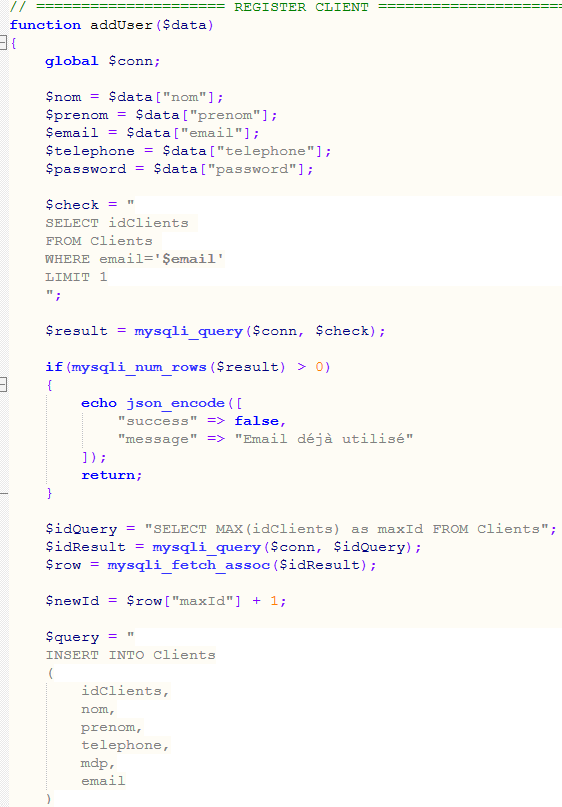 // ===================== REGISTER CLIENT =====================
function addUser($data)
{
global $conn;
$nom = $data["nom"];
$prenom = $data["prenom"];
$email = $data["email"];
$telephone = $data["telephone"];
$password = $data["password"];
$check = "
SELECT idClients
FROM Clients
WHERE email='$email'
LIMIT 1
";
$result = mysqli_query($conn, $check);
if(mysqli_num_rows($result) > 0)
{
echo json_encode([
"success" => false,
"message" => "Email déjà utilisé"
]);
return;
}
$idQuery = "SELECT MAX(idClients) as maxId FROM Clients";
$idResult = mysqli_query($conn, $idQuery);
$row = mysqli_fetch_assoc($idResult);
$newId = $row["maxId"] + 1;
$query = "
INSERT INTO Clients
(
idClients,
nom,
prenom,
telephone,
mdp,
email
)